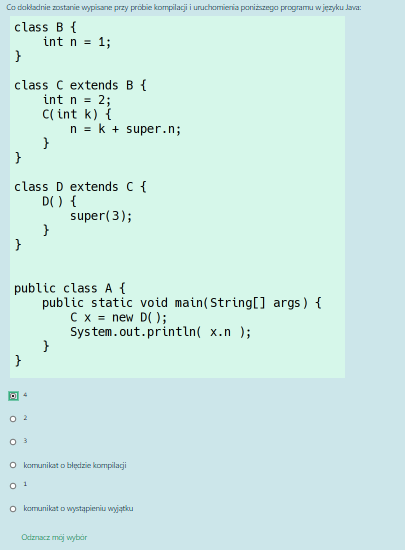 Co dokładnie zostanie wypisane przy próbie kompilacji i uruchomienia poniższego programu w języku Java:
class B {
    int n = 1;
}

class C extends B {
    int n = 2;
    C(int k) {
        n = k + super.n;
    }
}

class D extends C {
    D() {
        super(3);
    }
}

public class A {
    public static void main(String[] args) {
        C x = new D();
        System.out.println( x.n );
    }
}
4
2
3
komunikat o błędzie kompilacji
1
komunikat o wystąpieniu wyjątku
Odznacz mój wybór